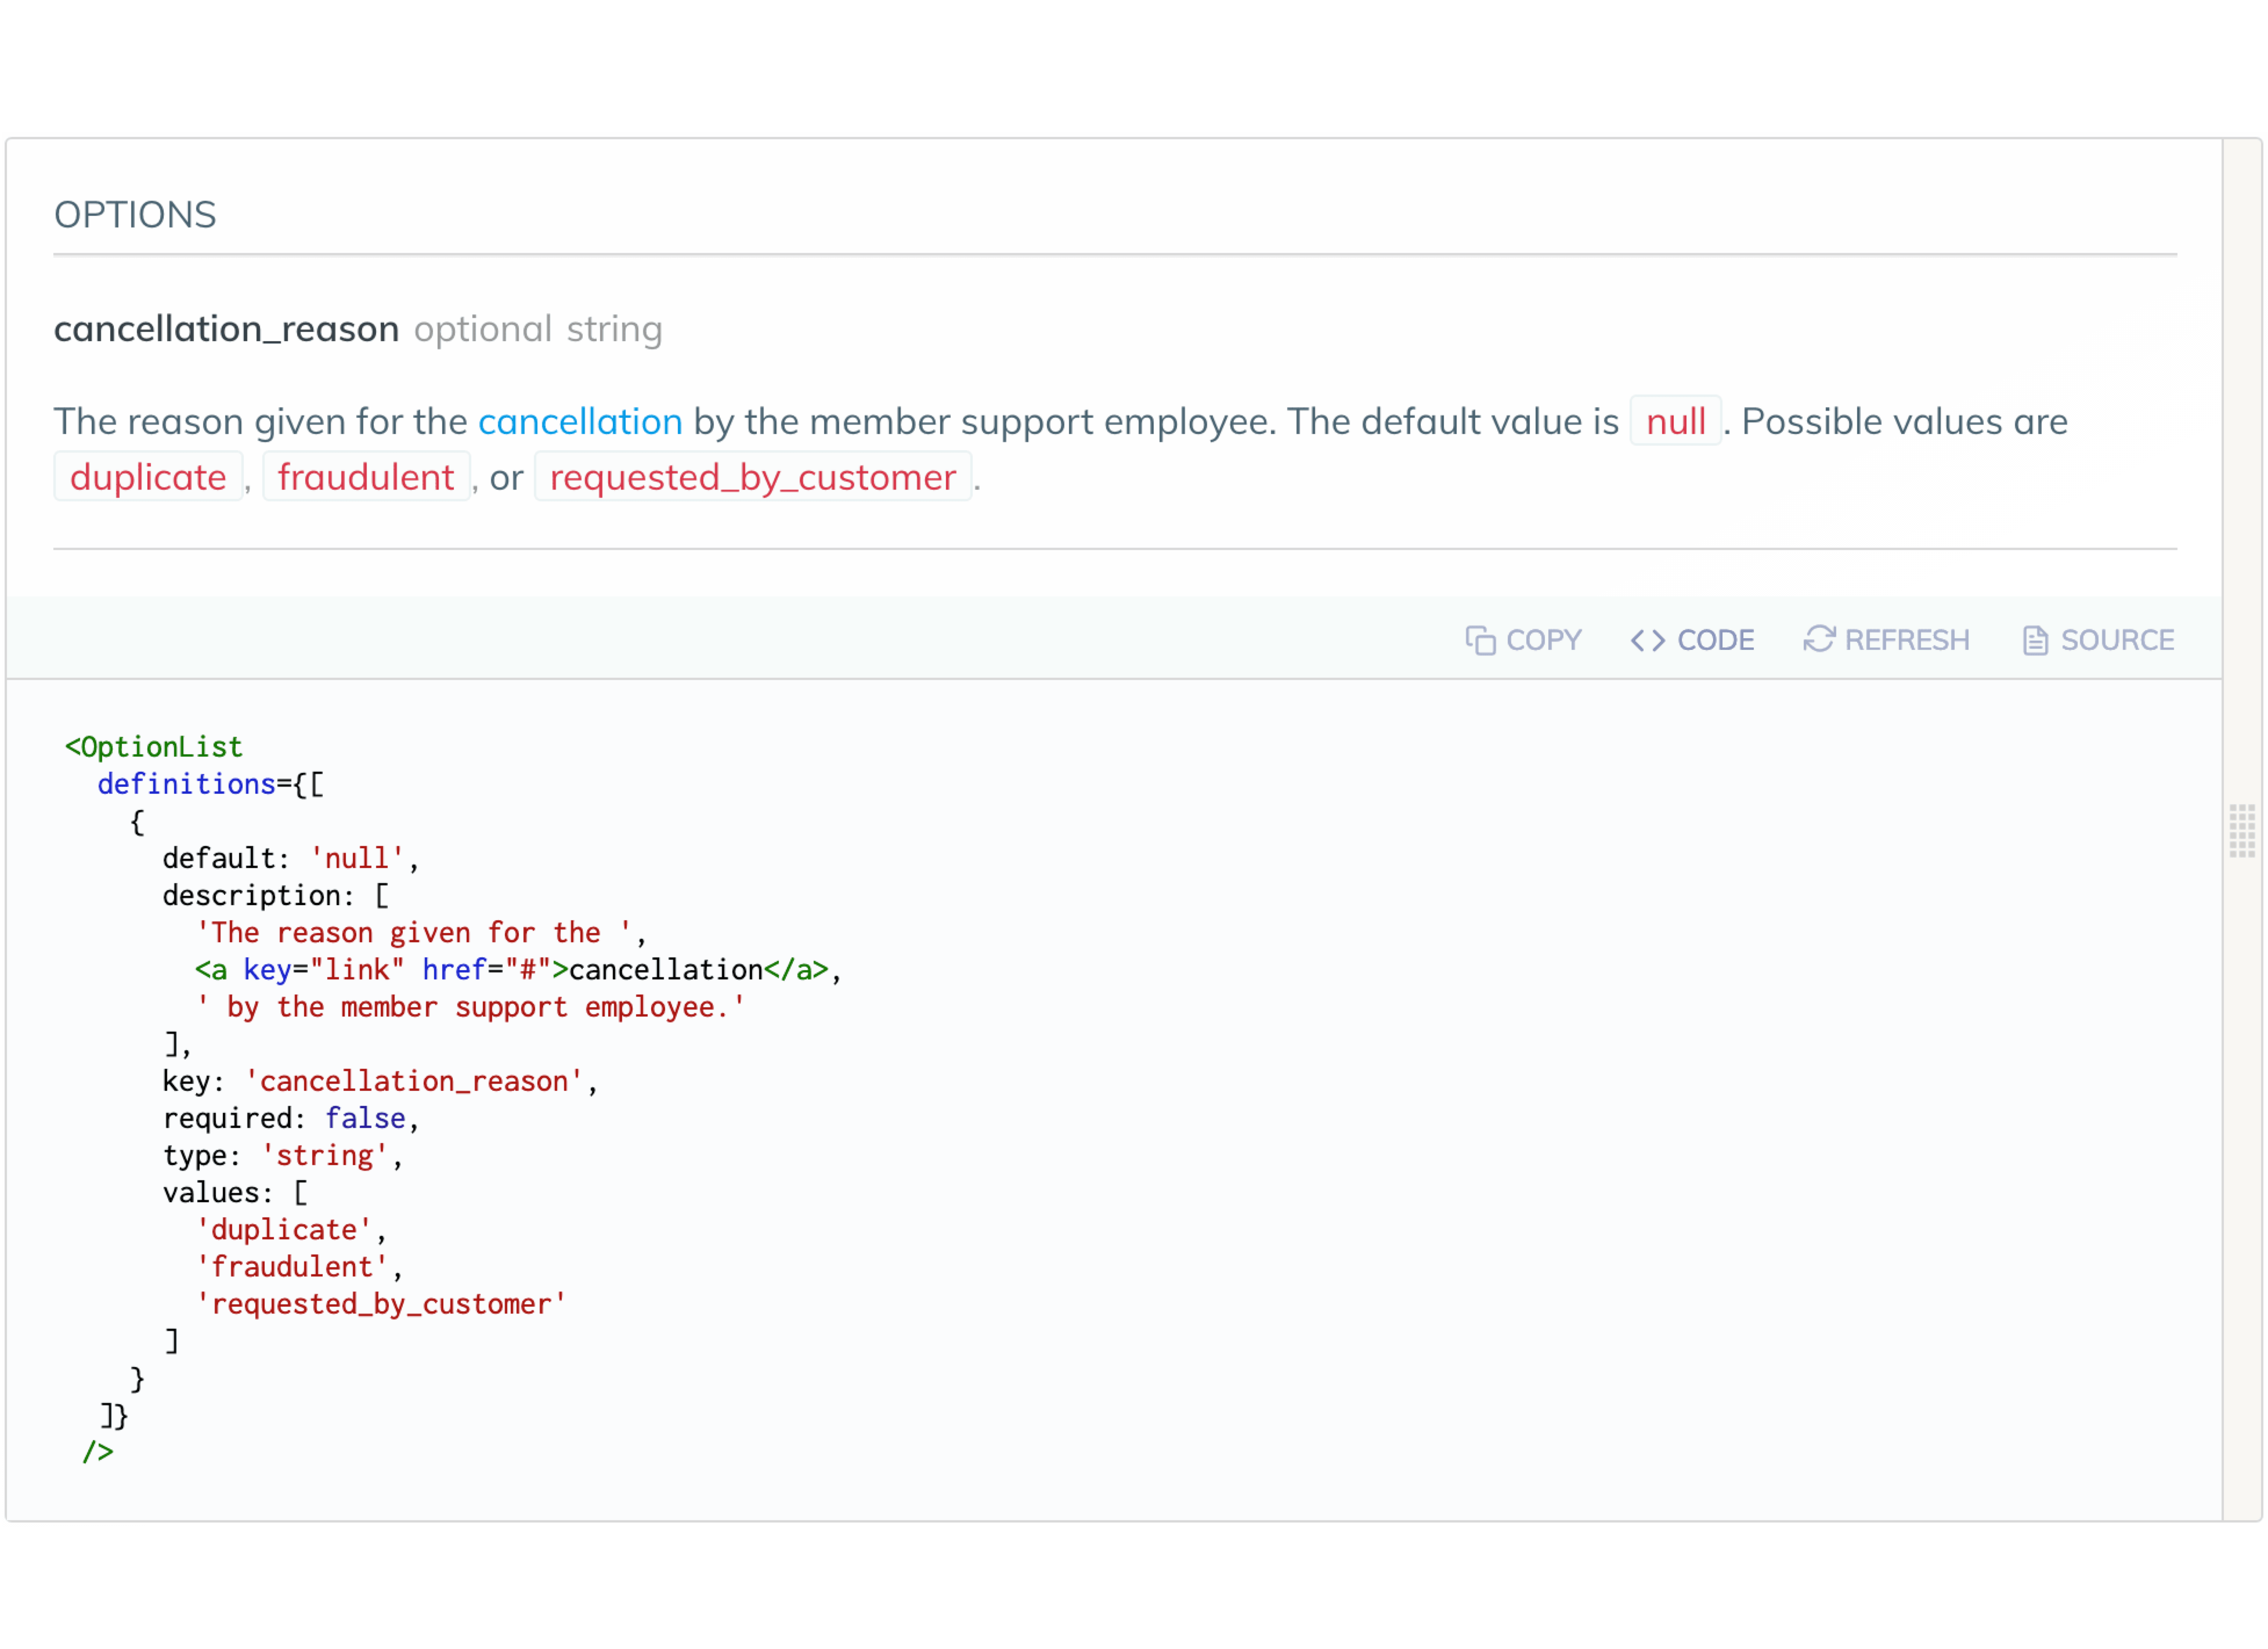 OPTIONS
cancellation_reason optional string
The reason given for the cancellation by the member support employee. The default value is null. Possible values are
duplicate, fraudulent, or requested_by_customer.
COPY CODE REFRESH SOURCE
<OptionList
  definitions={[
    {
      default: 'null',
      description: [
        'The reason given for the ',
        <a key="link" href="#">cancellation</a>,
        ' by the member support employee.'
      ],
      key: 'cancellation_reason',
      required: false,
      type: 'string',
      values: [
        'duplicate',
        'fraudulent',
        'requested_by_customer'
      ]
    }
  ]}
 />